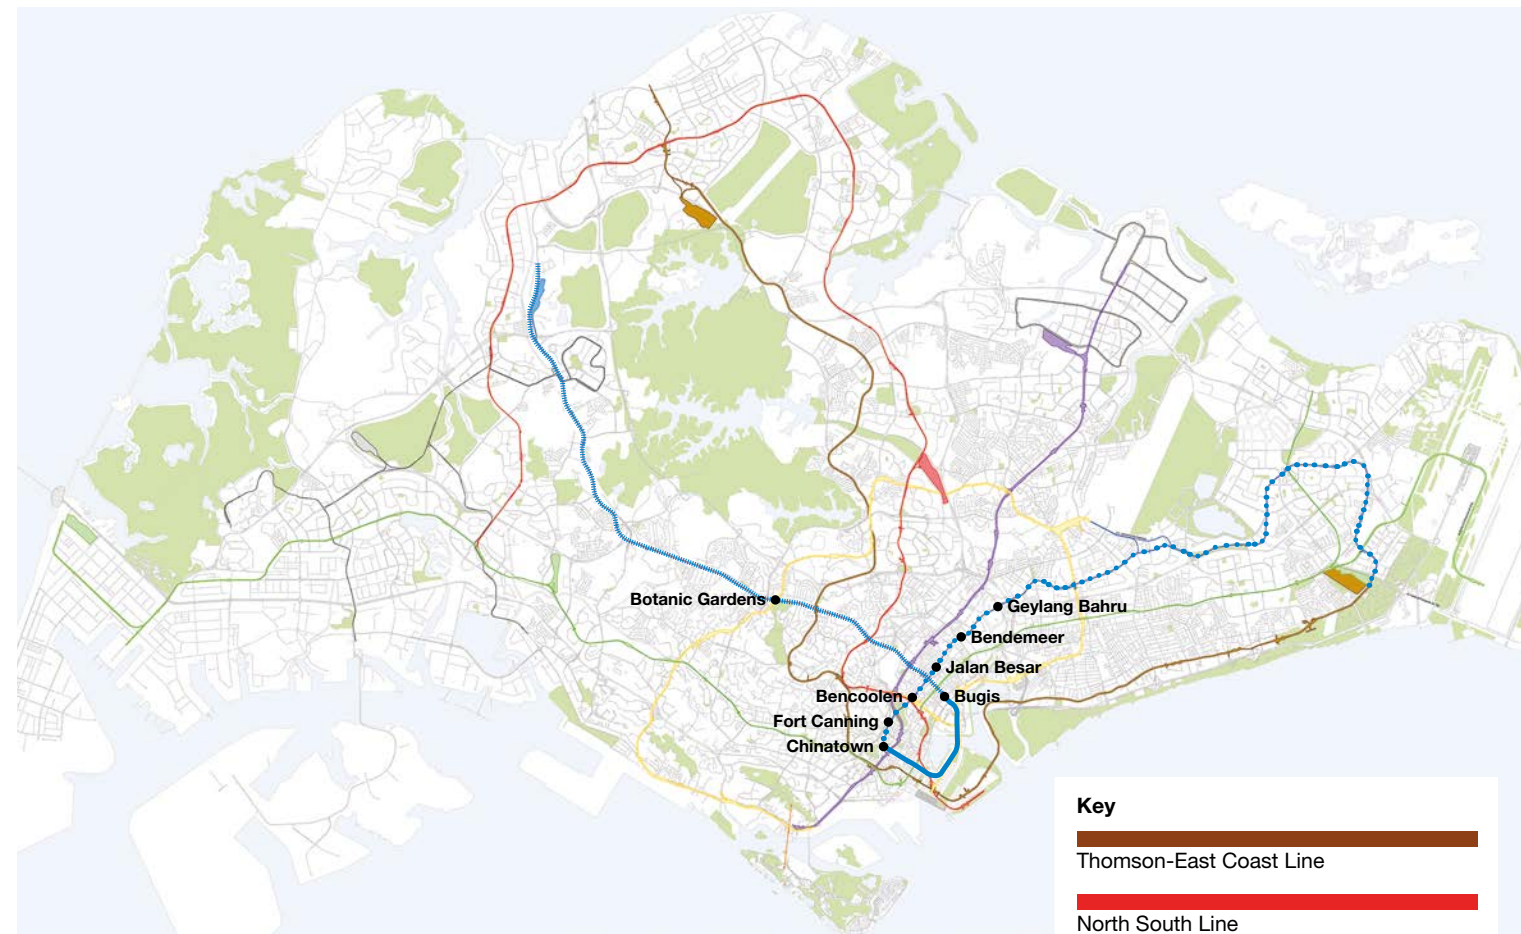 Botanic Gardens
Geylang Bahru
Bendemeer
Jalan Besar
Bencoolen
Bugis
Fort Canning
Chinatown
Key
Thomson-East Coast Line
North South Line